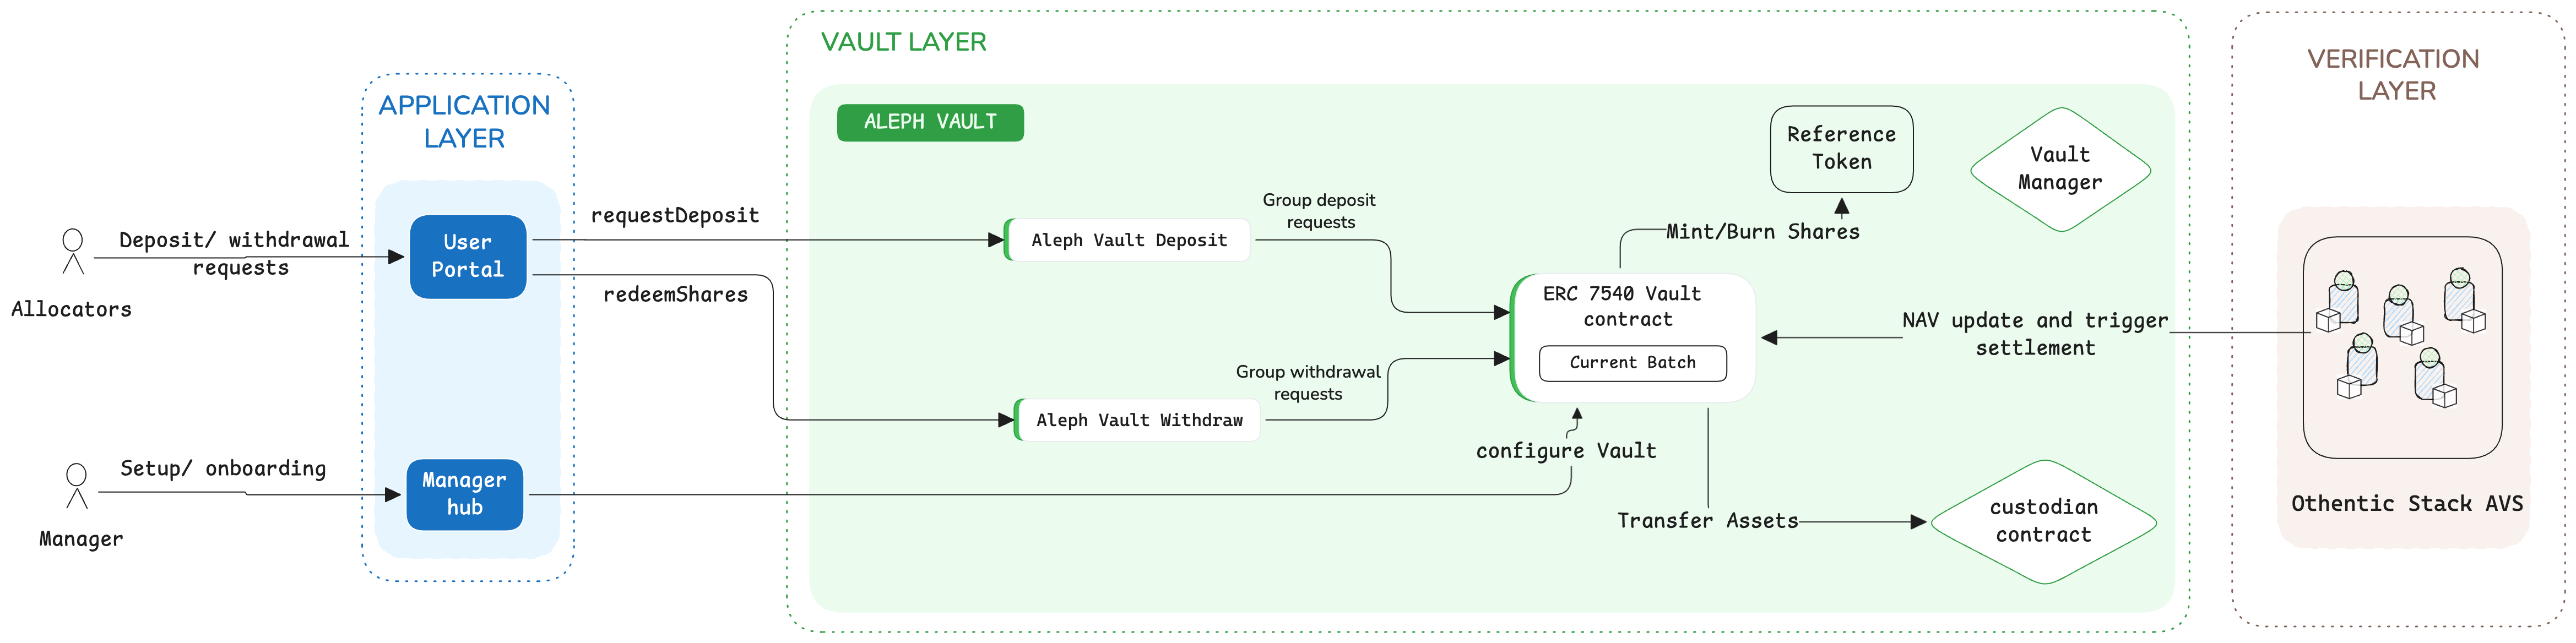 VAULT LAYER
VERIFICATION
LAYER
APPLICATION
LAYER
ALEPH VAULT
Reference
Token
Vault
Manager
Deposit/ withdrawal
requests
Allocators
User
Portal
requestDeposit
redeemShares
Aleph Vault Deposit
Group deposit
requests
Mint/Burn Shares
ERC 7540 Vault
contract
Current Batch
NAV update and trigger
settlement
Group withdrawal
requests
Aleph Vault Withdraw
configure Vault
Setup/ onboarding
Manager
Manager
hub
Transfer Assets
custodian
contract
Othentic Stack AVS